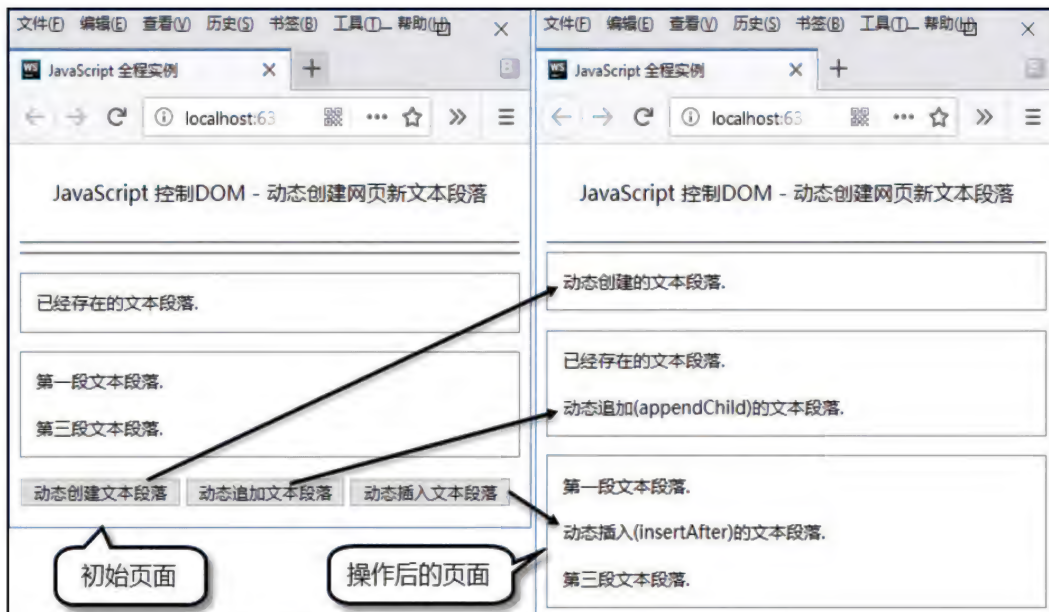 文件(F) 编辑(E) 查看(V) 历史(S) 书签(B) 工具(T) 帮助(H)
JavaScript 全程实例
localhost:63
JavaScript 控制DOM - 动态创建网页新文本段落
已经存在的文本段落.
第一段文本段落.
第三段文本段落.
动态创建文本段落 动态追加文本段落 动态插入文本段落
初始页面
文件(F) 编辑(E) 查看(V) 历史(S) 书签(B) 工具(T) 帮助(H)
JavaScript 全程实例
localhost:63
JavaScript 控制DOM - 动态创建网页新文本段落
动态创建的文本段落.
已经存在的文本段落.
动态追加(appendChild)的文本段落.
第一段文本段落.
动态插入(insertAfter)的文本段落.
第三段文本段落.
操作后的页面